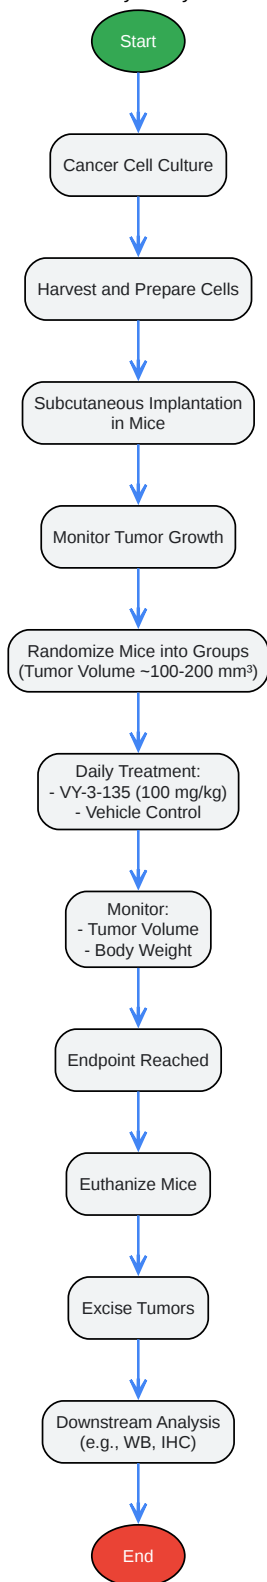 Start
Cancer Cell Culture
Harvest and Prepare Cells
Subcutaneous Implantation
in Mice
Monitor Tumor Growth
Randomize Mice into Groups
(Tumor Volume ~100-200 mm³)
Daily Treatment:
- VY-3-135 (100 mg/kg)
- Vehicle Control
Monitor:
- Tumor Volume
- Body Weight
Endpoint Reached
Euthanize Mice
Excise Tumors
Downstream Analysis
(e.g., WB, IHC)
End